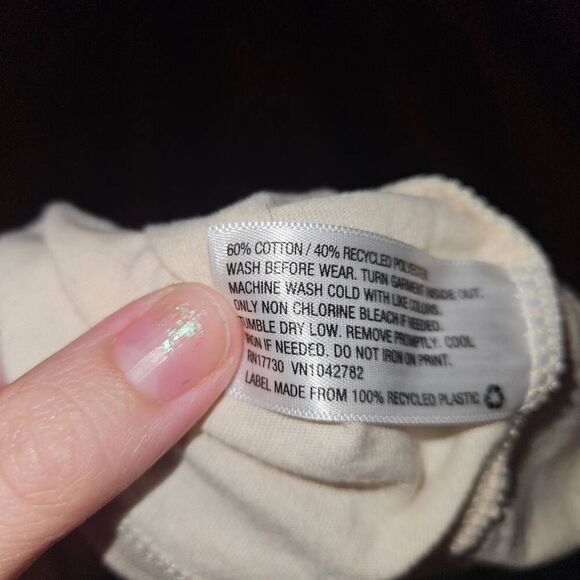 60% COTTON / 40% RECYCLED POLYESTER
WASH BEFORE WEAR. TURN GARMENT INSIDE OUT.
MACHINE WASH COLD WITH LIKE COLORS.
ONLY NON CHLORINE BLEACH IF NEEDED.
TUMBLE DRY LOW. REMOVE PROMPTLY. COOL
IRON IF NEEDED. DO NOT IRON ON PRINT.
RN17730 VN1042782
LABEL MADE FROM 100% RECYCLED PLASTIC